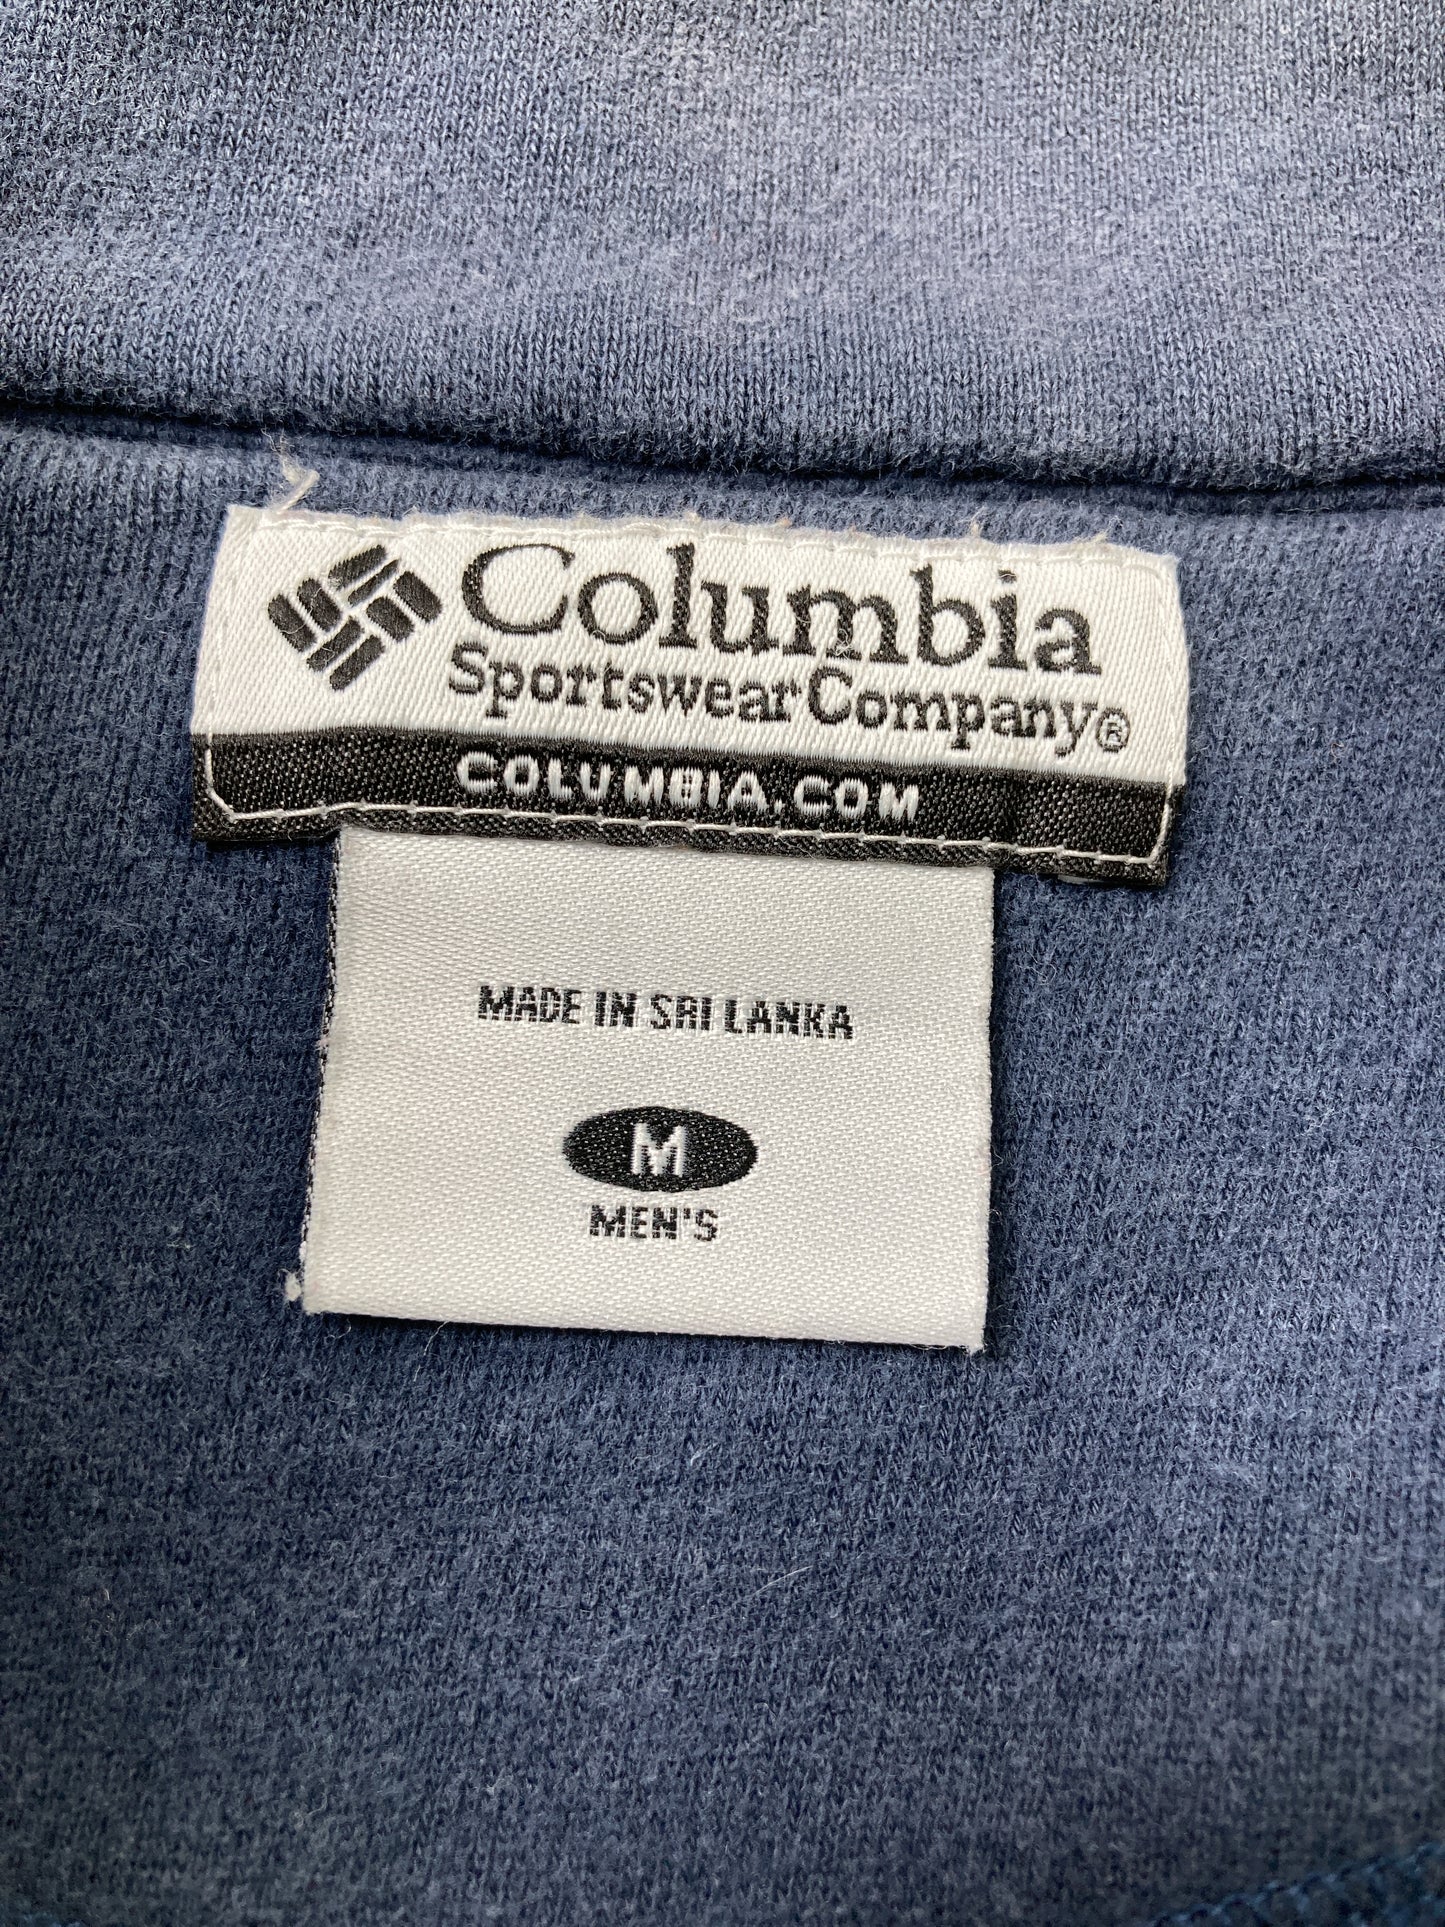 Columbia
Sportswear Company®
COLUMBIA.COM
MADE IN SRI LANKA
M
MEN'S